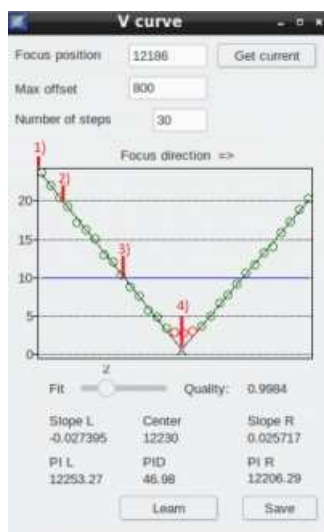 V curve
Focus position 12186 Get current
Max offset 800
Number of steps 30
1) Focus direction =>
2)
20
15
3)
10
4)
5
0
2
Fit Quality: 0.9984
Slope L Center Slope R
-0.027395 12230 0.025717
PI L PID PI R
12253.27 46.98 12206.29
Learn Save